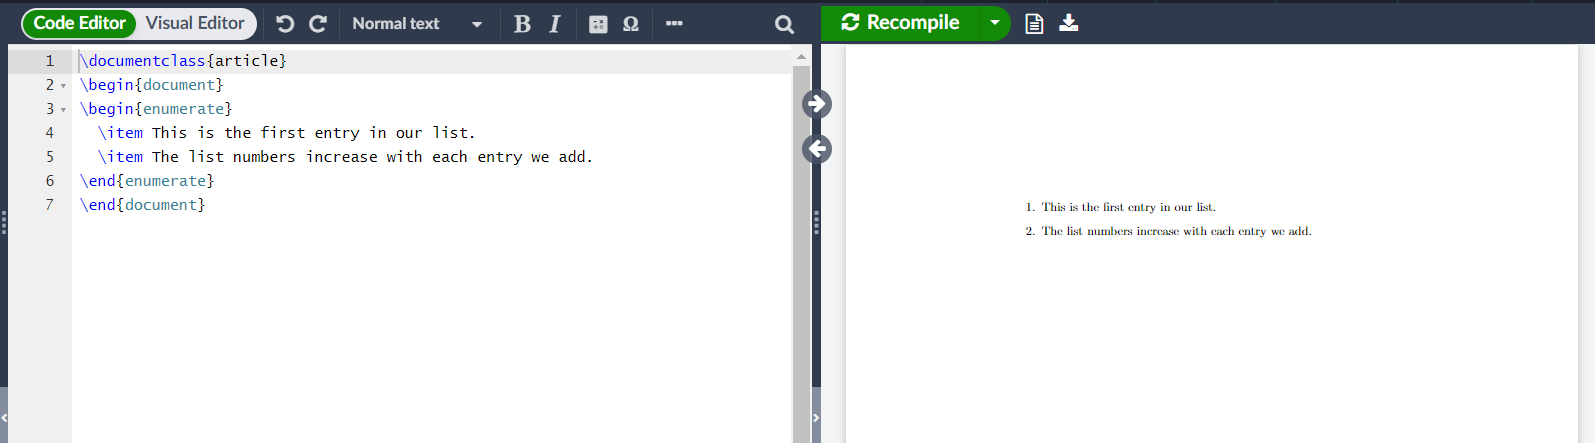 Code Editor Visual Editor Normal text B I Ω Recompile
1 \documentclass{article}
2 \begin{document}
3 \begin{enumerate}
4 \item This is the first entry in our list.
5 \item The list numbers increase with each entry we add.
6 \end{enumerate}
7 \end{document}
1. This is the first entry in our list.
2. The list numbers increase with each entry we add.